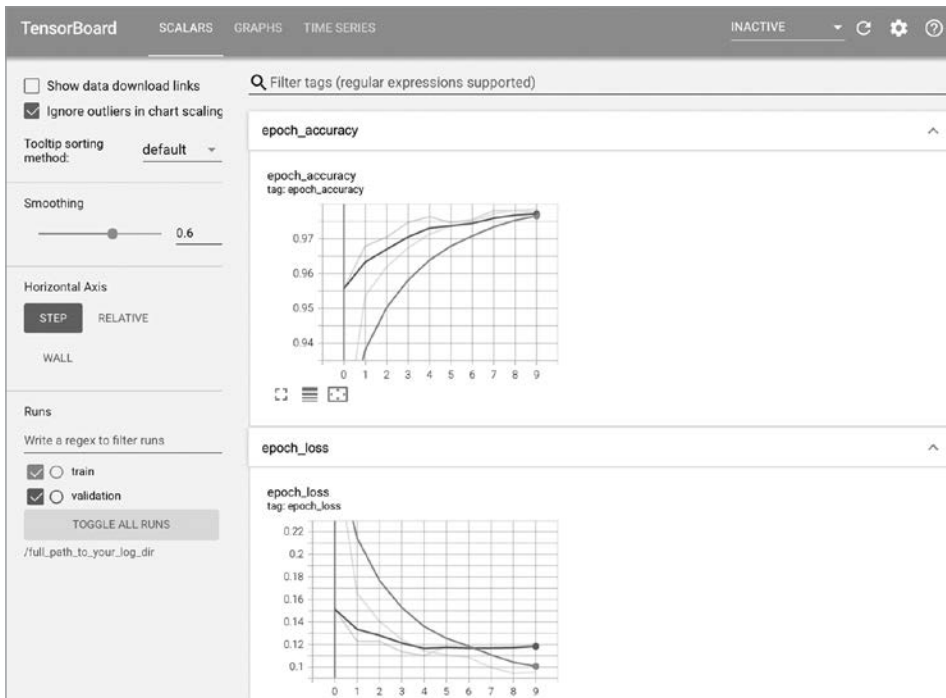 TensorBoard
SCALARS
GRAPHS
TIME SERIES
INACTIVE
Show data download links
Ignore outliers in chart scaling
Tooltip sorting
method:
default
Smoothing
0.6
Horizontal Axis
STEP
RELATIVE
WALL
Runs
Write a regex to filter runs
train
validation
TOGGLE ALL RUNS
/full_path_to_your_log_dir
Filter tags (regular expressions supported)
epoch_accuracy
epoch_accuracy
tag: epoch_accuracy
0.97
0.96
0.95
0.94
0 1 2 3 4 5 6 7 8 9
epoch_loss
epoch_loss
tag: epoch_loss
0.22
0.2
0.18
0.16
0.14
0.12
0.1
0 1 2 3 4 5 6 7 8 9